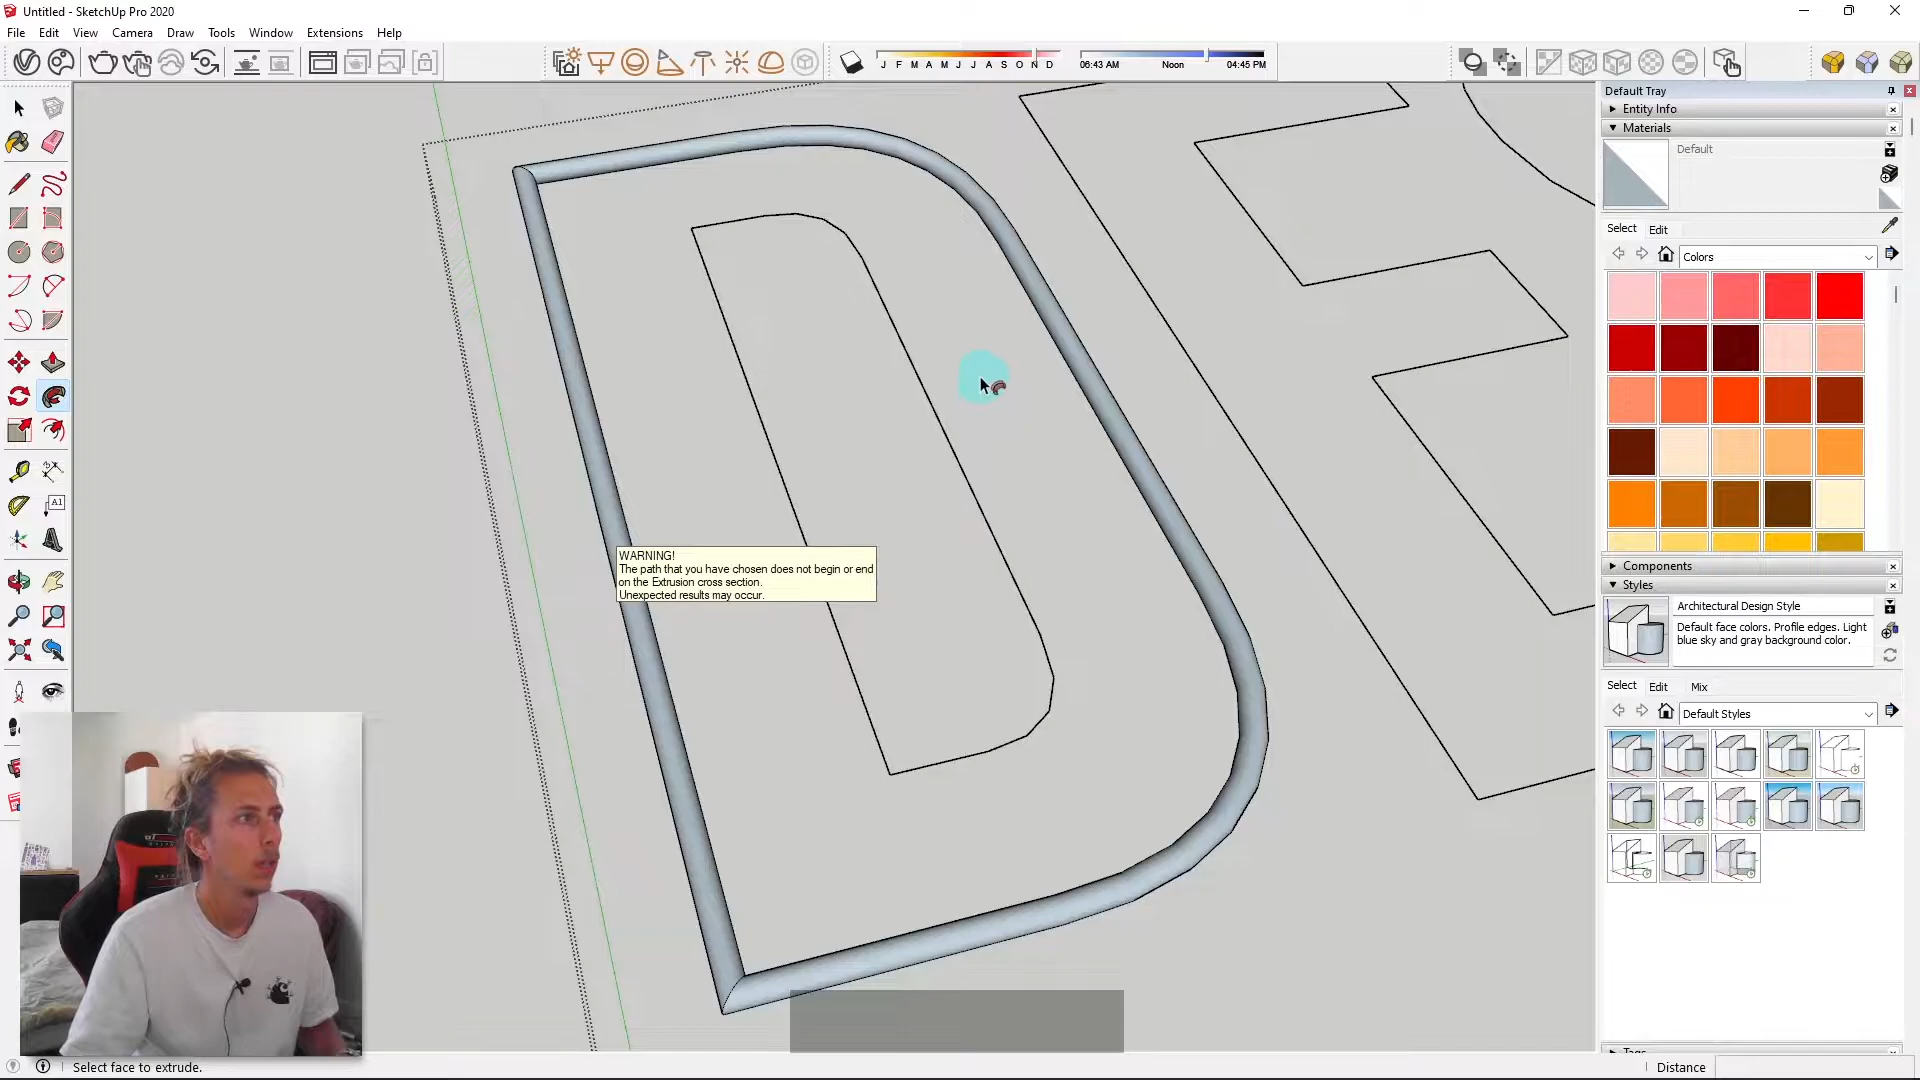 Untitled - SketchUp Pro 2020
File Edit View Camera Draw Tools Window Extensions Help
J F M A M J J A S O N D
06:43 AM Noon 04:45 PM
Default Tray
Entity Info
Materials
Default
Select Edit
Colors
WARNING!
The path that you have chosen does not begin or end
on the Extrusion cross section.
Unexpected results may occur.
Components
Styles
Architectural Design Style
Default face colors. Profile edges. Light
blue sky and gray background color.
Select Edit Mix
Default Styles
Tags
A1
Select face to extrude.
Distance